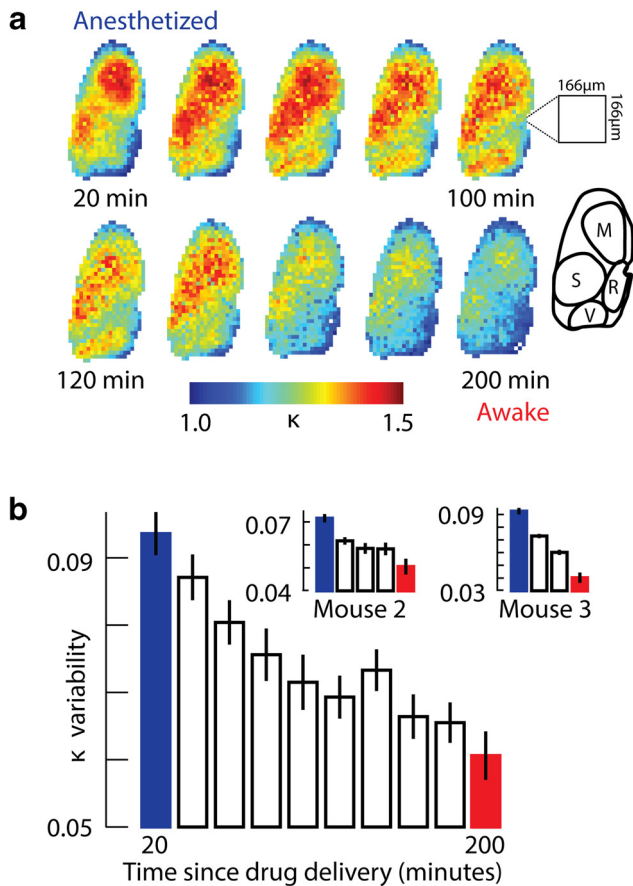 a
Anesthetized
166μm
166μm
20 min
100 min
M
S
R
V
120 min
200 min
1.0
κ
1.5
Awake
b
0.09
0.05
κ variability
0.07
0.04
Mouse 2
0.09
0.03
Mouse 3
20
200
Time since drug delivery (minutes)